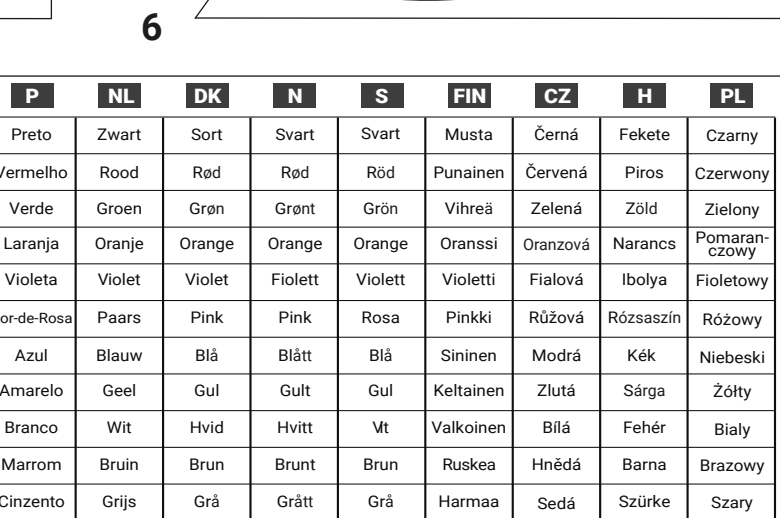 6
P NL DK N S FIN CZ H PL
Preto Zwart Sort Svart Svart Musta Černá Fekete Czarny
Vermelho Rood Rød Rød Röd Punainen Červená Piros Czerwony
Verde Groen Grøn Grønt Grön Vihreä Zelená Zöld Zielony
Laranja Oranje Orange Orange Orange Oranssi Oranzová Narancs Pomaran-
czowy
Violeta Violet Violet Fiolett Violett Violetti Fialová Ibolya Fioletowy
or-de-Rosa Paars Pink Pink Rosa Pinkki Růžová Rózsaszín Różowy
Azul Blauw Blå Blått Blå Sininen Modrá Kék Niebeski
Amarelo Geel Gul Gult Gul Keltainen Zlutá Sárga Żółty
Branco Wit Hvid Hvitt Vit Valkoinen Bílá Fehér Bialy
Marrom Bruin Brun Brunt Brun Ruskea Hnědá Barna Brazowy
Cinzento Grijs Grå Grått Grå Harmaa Sedá Szürke Szary